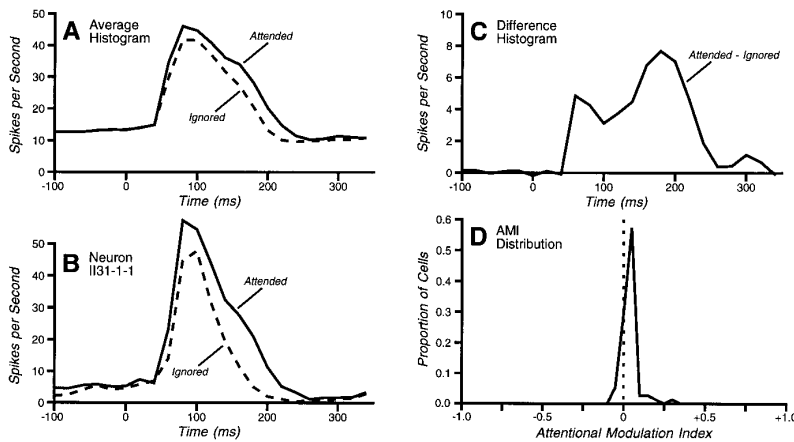 A Average
Histogram
Spikes per Second
50
40
30
20
10
0
Attended
Ignored
-100 0 100 200 300
Time (ms)
B Neuron
II31-1-1
Spikes per Second
50
40
30
20
10
0
Attended
Ignored
-100 0 100 200 300
Time (ms)
C Difference
Histogram
Spikes per Second
10
8
6
4
2
0
Attended - Ignored
-100 0 100 200 300
Time (ms)
D AMI
Distribution
Proportion of Cells
0.6
0.5
0.4
0.3
0.2
0.1
0.0
-1.0 -0.5 0 +0.5 +1.0
Attentional Modulation Index